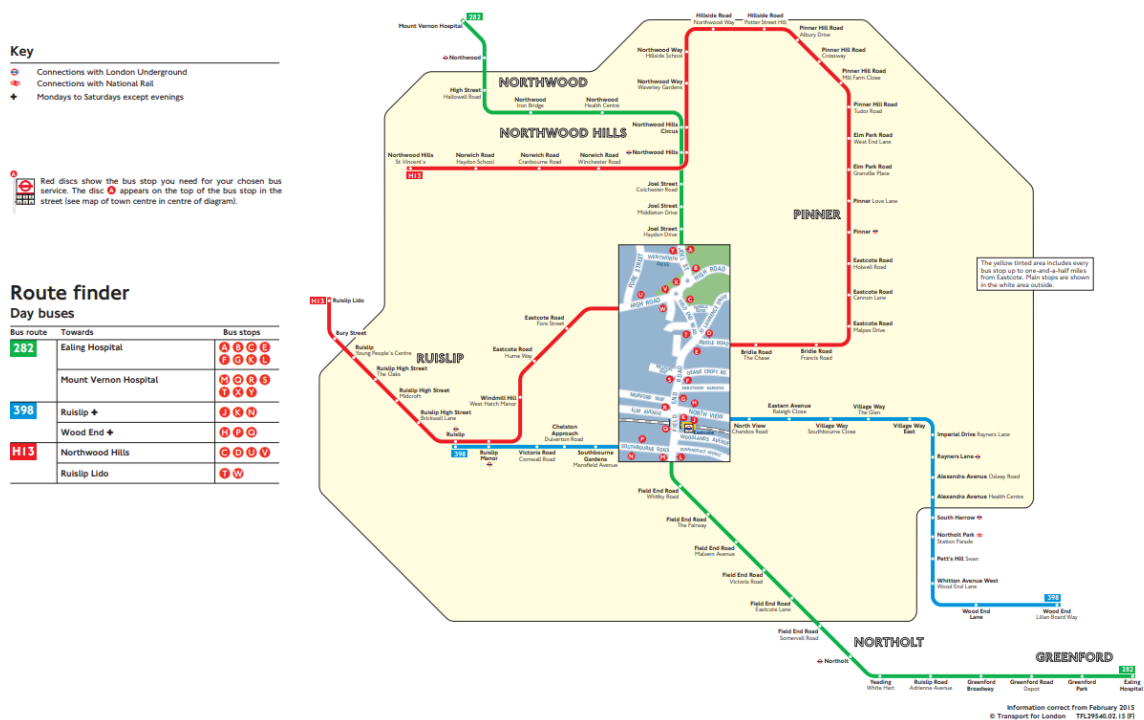 282
Mount Vernon Hospital
Key
Connections with London Underground
Connections with National Rail
Mondays to Saturdays except evenings
A
Red discs show the bus stop you need for your chosen bus
service. The disc A appears on the top of the bus stop in the
street (see map of town centre in centre of diagram).
Route finder
Day buses
Bus route Towards Bus stops
282 Ealing Hospital A B C E
F G K L
Mount Vernon Hospital M Q R S
T X Y
398 Ruislip + J K N
Wood End + H P Q
H13 Northwood Hills C D U V
Ruislip Lido T W
Northwood
High Street
Hallowell Road
NORTHWOOD
Northwood
Iron Bridge
Northwood
Health Centre
NORTHWOOD HILLS
Northwood Hills
St Vincent's
H13
Norwich Road
Haydon School
Norwich Road
Cranbourne Road
Norwich Road
Winchester Road
Northwood Hills
Northwood Hills
Circus
Northwood Way
Waverley Gardens
Northwood Way
Hillside School
Hillside Road
Northwood Way
Hillside Road
Potter Street Hill
Pinner Hill Road
Albury Drive
Pinner Hill Road
Crossway
Pinner Hill Road
Mill Farm Close
Pinner Hill Road
Tudor Road
Elm Park Road
West End Lane
Elm Park Road
Granville Place
Pinner Love Lane
PINNER
Pinner
Eastcote Road
Holwell Road
Eastcote Road
Cannon Lane
Eastcote Road
Malpas Drive
Bridle Road
The Chase
Bridle Road
Francis Road
Joel Street
Colchester Road
Joel Street
Middleton Drive
Joel Street
Haydon Drive
The yellow tinted area includes every
bus stop up to one-and-a-half miles
from Eastcote. Main stops are shown
in the white area outside.
H13 Ruislip Lido
Bury Street
Ruislip
Young People's Centre
RUISLIP
Ruislip High Street
The Oaks
Ruislip High Street
Midcroft
Ruislip High Street
Brickwall Lane
Ruislip
398
Eastcote Road
Fore Street
Eastcote Road
Hume Way
Windmill Hill
West Hatch Manor
Ruislip
Manor
Victoria Road
Cornwall Road
Chelston
Approach
Dulverton Road
Southbourne
Gardens
Mansfield Avenue
HIGH ROAD
HIGH ROAD
NORTH VIEW
FIELD END ROAD
North View
Chandos Road
Eastern Avenue
Raleigh Close
Village Way
Southbourne Close
Village Way
The Glen
Village Way
East
Imperial Drive Rayners Lane
Rayners Lane
Alexandra Avenue Oxleay Road
Alexandra Avenue Health Centre
South Harrow
Northolt Park
Station Parade
Pett's Hill Swan
Whitton Avenue West
Wood End Lane
Wood End
Lane
398
Wood End
Lilian Board Way
Field End Road
Whitby Road
Field End Road
The Fairway
Field End Road
Malvern Avenue
Field End Road
Victoria Road
Field End Road
Eastcote Lane
Field End Road
Somervell Road
Northolt
NORTHOLT
GREENFORD
282
Yeading
White Hart
Ruislip Road
Adrienne Avenue
Greenford
Broadway
Greenford Road
Depot
Greenford
Park
Ealing
Hospital
Information correct from February 2015
© Transport for London TFL29540.02.15 (F)